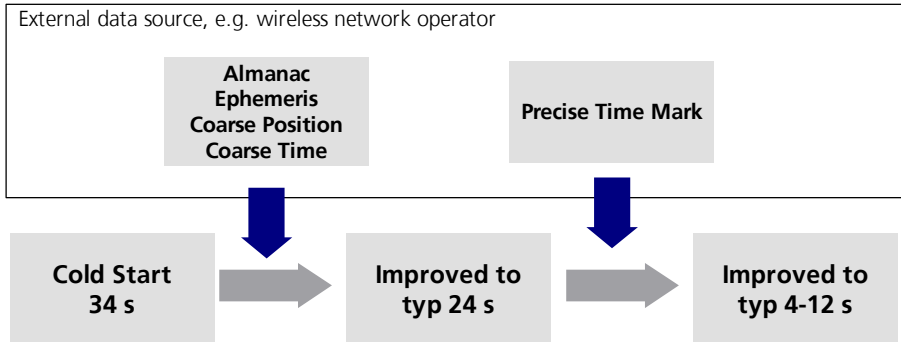 External data source, e.g. wireless network operator
Almanac
Ephemeris
Coarse Position
Coarse Time
Precise Time Mark
Cold Start
34 s
Improved to
typ 24 s
Improved to
typ 4-12 s